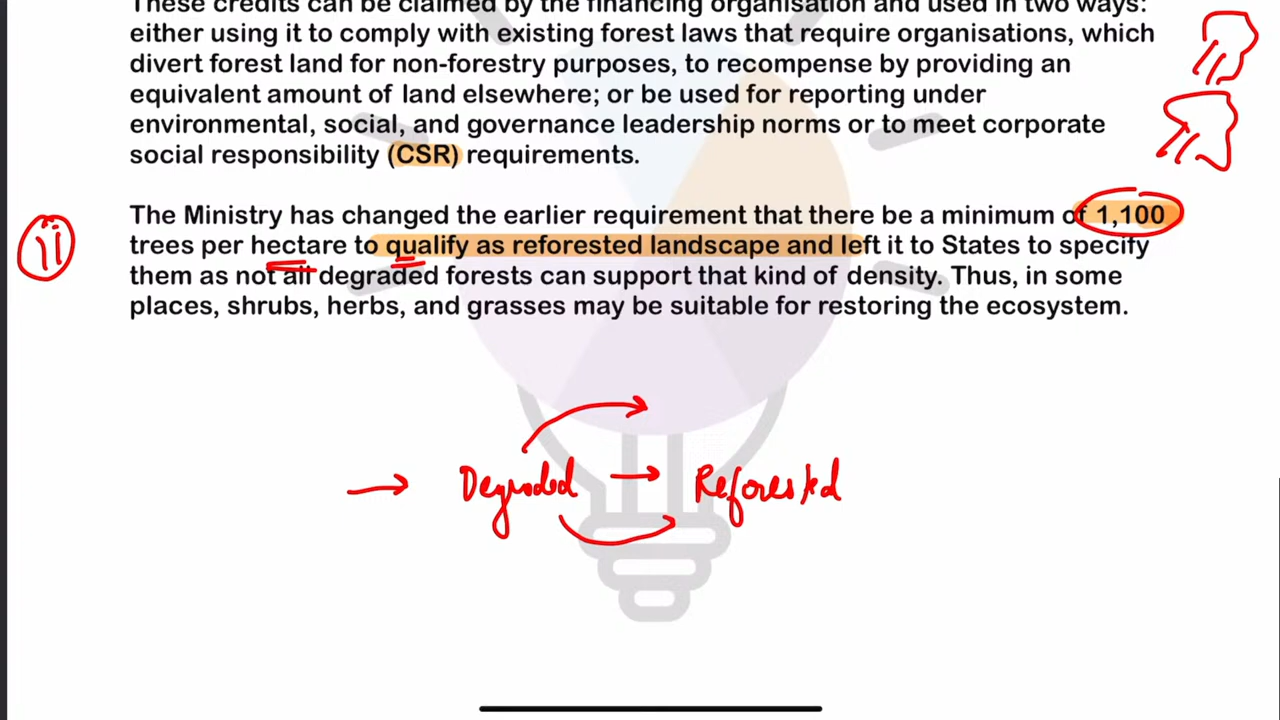 These credits can be claimed by the financing organisation and used in two ways:
either using it to comply with existing forest laws that require organisations, which
divert forest land for non-forestry purposes, to recompense by providing an
equivalent amount of land elsewhere; or be used for reporting under
environmental, social, and governance leadership norms or to meet corporate
social responsibility (CSR) requirements.
The Ministry has changed the earlier requirement that there be a minimum of 1,100
trees per hectare to qualify as reforested landscape and left it to States to specify
them as not all degraded forests can support that kind of density. Thus, in some
places, shrubs, herbs, and grasses may be suitable for restoring the ecosystem.
ii
Degraded Reforested